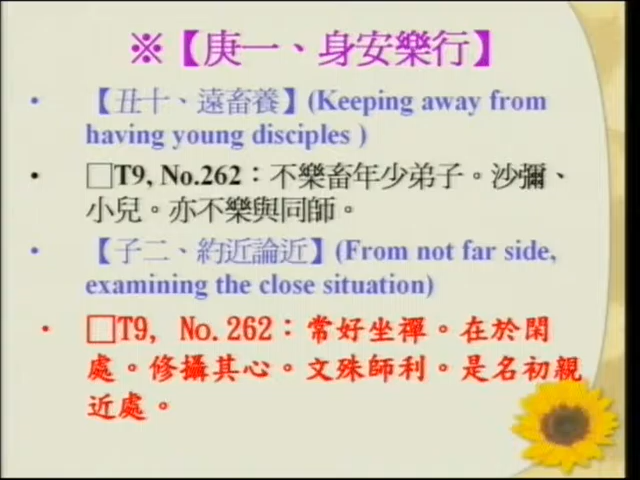 ※【庚一、身安樂行】
• 【丑十、遠畜養】(Keeping away from
having young disciples )
• □T9, No.262：不樂畜年少弟子。沙彌、
小兒。亦不樂與同師。
• 【子二、約近論近】(From not far side,
examining the close situation)
• □T9, No.262：常好坐禪。在於閑
處。修攝其心。文殊師利。是名初親
近處。